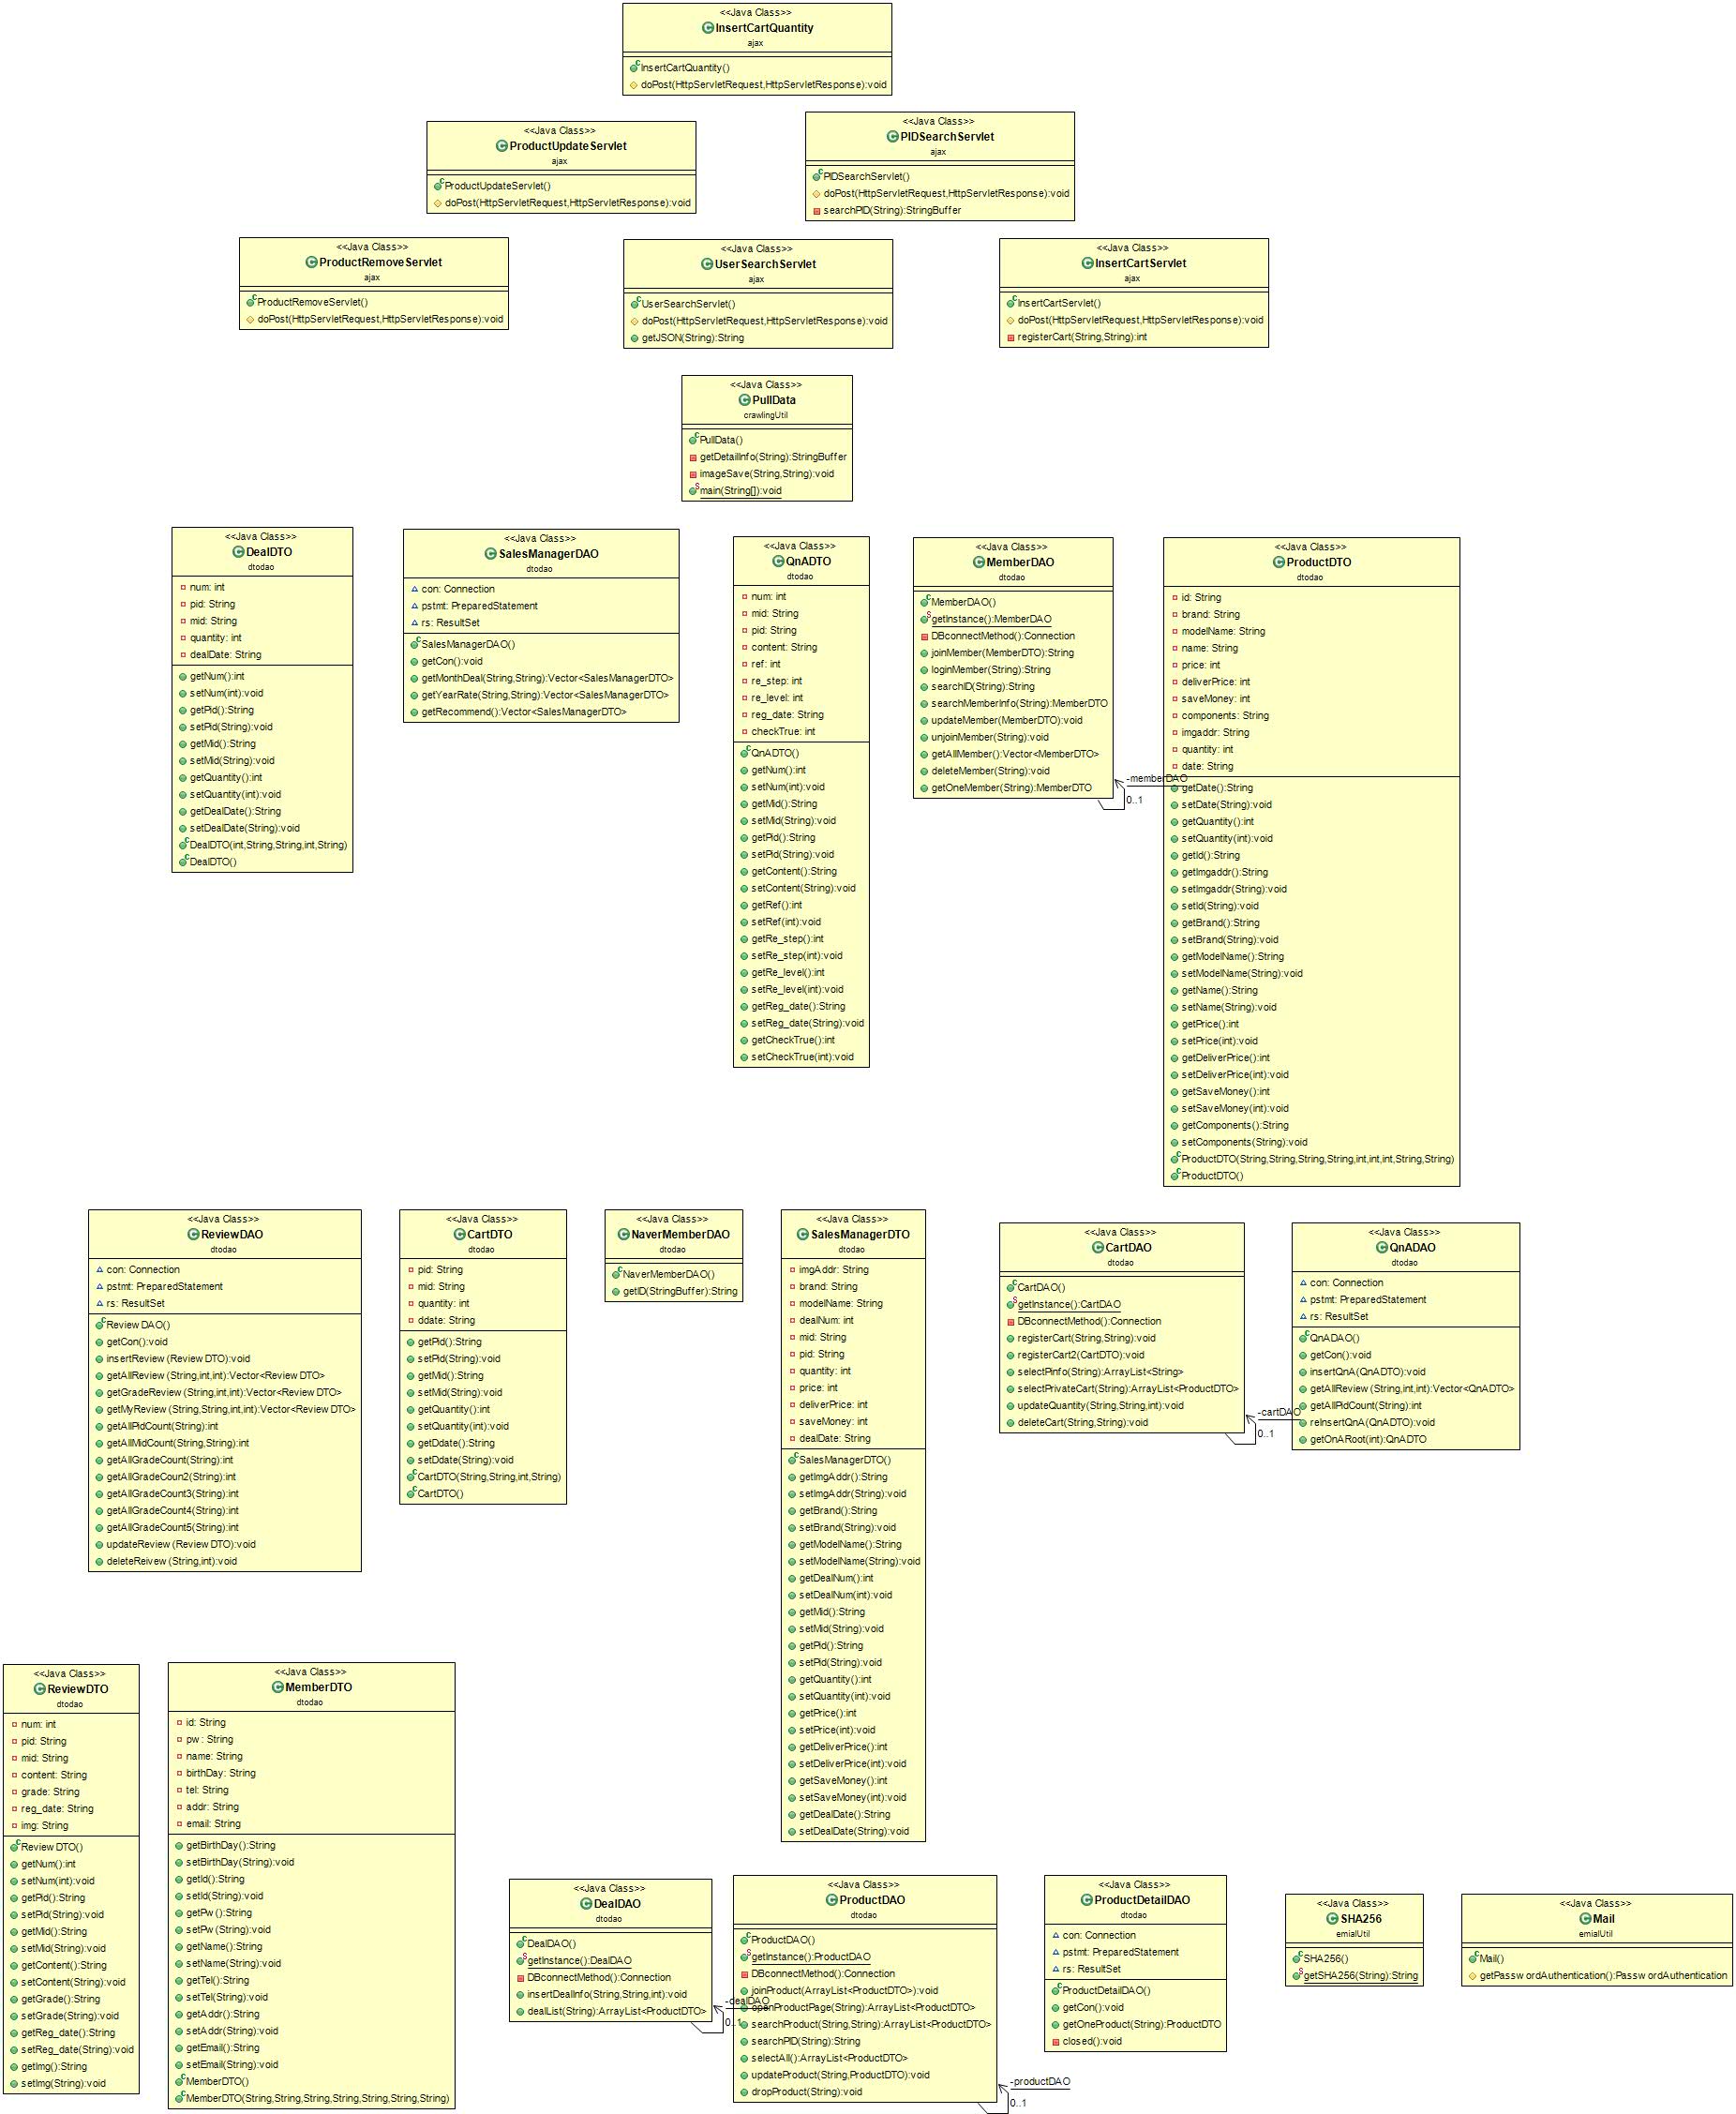 <<Java Class>>
InsertCartQuantity
ajax
InsertCartQuantity()
doPost(HttpServletRequest,HttpServletResponse):void
<<Java Class>>
ProductUpdateServlet
ajax
ProductUpdateServlet()
doPost(HttpServletRequest,HttpServletResponse):void
<<Java Class>>
PIDSearchServlet
ajax
PIDSearchServlet()
doPost(HttpServletRequest,HttpServletResponse):void
searchPID(String):StringBuffer
<<Java Class>>
ProductRemoveServlet
ajax
ProductRemoveServlet()
doPost(HttpServletRequest,HttpServletResponse):void
<<Java Class>>
UserSearchServlet
ajax
UserSearchServlet()
doPost(HttpServletRequest,HttpServletResponse):void
getJSON(String):String
<<Java Class>>
InsertCartServlet
ajax
InsertCartServlet()
doPost(HttpServletRequest,HttpServletResponse):void
registerCart(String,String):int
<<Java Class>>
PullData
crawlingUtil
PullData()
getDetailInfo(String):StringBuffer
imageSave(String,String):void
main(String[]):void
<<Java Class>>
DealDTO
dtodao
num: int
pid: String
mid: String
quantity: int
dealDate: String
getNum():int
setNum(int):void
getPid():String
setPid(String):void
getMid():String
setMid(String):void
getQuantity():int
setQuantity(int):void
getDealDate():String
setDealDate(String):void
DealDTO(int,String,String,int,String)
DealDTO()
<<Java Class>>
SalesManagerDAO
dtodao
con: Connection
pstmt: PreparedStatement
rs: ResultSet
SalesManagerDAO()
getCon():void
getMonthDeal(String,String):Vector<SalesManagerDTO>
getYearRate(String,String):Vector<SalesManagerDTO>
getRecommend():Vector<SalesManagerDTO>
<<Java Class>>
QnADTO
dtodao
num: int
mid: String
pid: String
content: String
ref: int
re_step: int
re_level: int
reg_date: String
checkTrue: int
QnADTO()
getNum():int
setNum(int):void
getMid():String
setMid(String):void
getPid():String
setPid(String):void
getContent():String
setContent(String):void
getRef():int
setRef(int):void
getRe_step():int
setRe_step(int):void
getRe_level():int
setRe_level(int):void
getReg_date():String
setReg_date(String):void
getCheckTrue():int
setCheckTrue(int):void
<<Java Class>>
MemberDAO
dtodao
MemberDAO()
getInstance():MemberDAO
DBconnectMethod():Connection
joinMember(MemberDTO):String
loginMember(String):String
searchID(String):String
searchMemberInfo(String):MemberDTO
updateMember(MemberDTO):void
unjoinMember(String):void
getAllMember():Vector<MemberDTO>
deleteMember(String):void
getOneMember(String):MemberDTO
-memberDAO
0..1
<<Java Class>>
ProductDTO
dtodao
id: String
brand: String
modelName: String
name: String
price: int
deliverPrice: int
saveMoney: int
components: String
imgaddr: String
quantity: int
date: String
getDate():String
setDate(String):void
getQuantity():int
setQuantity(int):void
getId():String
getImgaddr():String
setImgaddr(String):void
setId(String):void
getBrand():String
setBrand(String):void
getModelName():String
setModelName(String):void
getName():String
setName(String):void
getPrice():int
setPrice(int):void
getDeliverPrice():int
setDeliverPrice(int):void
getSaveMoney():int
setSaveMoney(int):void
getComponents():String
setComponents(String):void
ProductDTO(String,String,String,String,int,int,int,String,String)
ProductDTO()
<<Java Class>>
ReviewDAO
dtodao
con: Connection
pstmt: PreparedStatement
rs: ResultSet
ReviewDAO()
getCon():void
insertReview(ReviewDTO):void
getAllReview(String,int,int):Vector<ReviewDTO>
getGradeReview(String,int,int):Vector<ReviewDTO>
getMyReview(String,String,int,int):Vector<ReviewDTO>
getAllPidCount(String):int
getAllMidCount(String,String):int
getAllGradeCount(String):int
getAllGradeCoun2(String):int
getAllGradeCount3(String):int
getAllGradeCount4(String):int
getAllGradeCount5(String):int
updateReview(ReviewDTO):void
deleteReivew(String,int):void
<<Java Class>>
CartDTO
dtodao
pid: String
mid: String
quantity: int
ddate: String
getPid():String
setPid(String):void
getMid():String
setMid(String):void
getQuantity():int
setQuantity(int):void
getDdate():String
setDdate(String):void
CartDTO(String,String,int,String)
CartDTO()
<<Java Class>>
NaverMemberDAO
dtodao
NaverMemberDAO()
getID(StringBuffer):String
<<Java Class>>
SalesManagerDTO
dtodao
imgAddr: String
brand: String
modelName: String
dealNum: int
mid: String
pid: String
quantity: int
price: int
deliverPrice: int
saveMoney: int
dealDate: String
SalesManagerDTO()
getImgAddr():String
setImgAddr(String):void
getBrand():String
setBrand(String):void
getModelName():String
setModelName(String):void
getDealNum():int
setDealNum(int):void
getMid():String
setMid(String):void
getPid():String
setPid(String):void
getQuantity():int
setQuantity(int):void
getPrice():int
setPrice(int):void
getDeliverPrice():int
setDeliverPrice(int):void
getSaveMoney():int
setSaveMoney(int):void
getDealDate():String
setDealDate(String):void
<<Java Class>>
CartDAO
dtodao
CartDAO()
getInstance():CartDAO
DBconnectMethod():Connection
registerCart(String,String):void
registerCart2(CartDTO):void
selectPinfo(String):ArrayList<String>
selectPrivateCart(String):ArrayList<ProductDTO>
updateQuantity(String,String,int):void
deleteCart(String,String):void
-cartDAO
0..1
<<Java Class>>
QnADAO
dtodao
con: Connection
pstmt: PreparedStatement
rs: ResultSet
QnADAO()
getCon():void
insertQnA(QnADTO):void
getAllReview(String,int,int):Vector<QnADTO>
getAllPidCount(String):int
reInsertQnA(QnADTO):void
getOnARoot(int):QnADTO
<<Java Class>>
ReviewDTO
dtodao
num: int
pid: String
mid: String
content: String
grade: String
reg_date: String
img: String
ReviewDTO()
getNum():int
setNum(int):void
getPid():String
setPid(String):void
getMid():String
setMid(String):void
getContent():String
setContent(String):void
getGrade():String
setGrade(String):void
getReg_date():String
setReg_date(String):void
getImg():String
setImg(String):void
<<Java Class>>
MemberDTO
dtodao
id: String
pw: String
name: String
birthDay: String
tel: String
addr: String
email: String
getBirthDay():String
setBirthDay(String):void
getId():String
setId(String):void
getPw():String
setPw(String):void
getName():String
setName(String):void
getTel():String
setTel(String):void
getAddr():String
setAddr(String):void
getEmail():String
setEmail(String):void
MemberDTO()
MemberDTO(String,String,String,String,String,String,String)
<<Java Class>>
DealDAO
dtodao
DealDAO()
getInstance():DealDAO
DBconnectMethod():Connection
insertDealInfo(String,String,int):void
dealList(String):ArrayList<ProductDTO>
-dealDAO
0..1
<<Java Class>>
ProductDAO
dtodao
ProductDAO()
getInstance():ProductDAO
DBconnectMethod():Connection
joinProduct(ArrayList<ProductDTO>):void
openProductPage(String):ArrayList<ProductDTO>
searchProduct(String,String):ArrayList<ProductDTO>
searchPID(String):String
selectAll():ArrayList<ProductDTO>
updateProduct(String,ProductDTO):void
dropProduct(String):void
-productDAO
0..1
<<Java Class>>
ProductDetailDAO
dtodao
con: Connection
pstmt: PreparedStatement
rs: ResultSet
ProductDetailDAO()
getCon():void
getOneProduct(String):ProductDTO
closed():void
<<Java Class>>
SHA256
emialUtil
SHA256()
getSHA256(String):String
<<Java Class>>
Mail
emialUtil
Mail()
getPasswordAuthentication():PasswordAuthentication